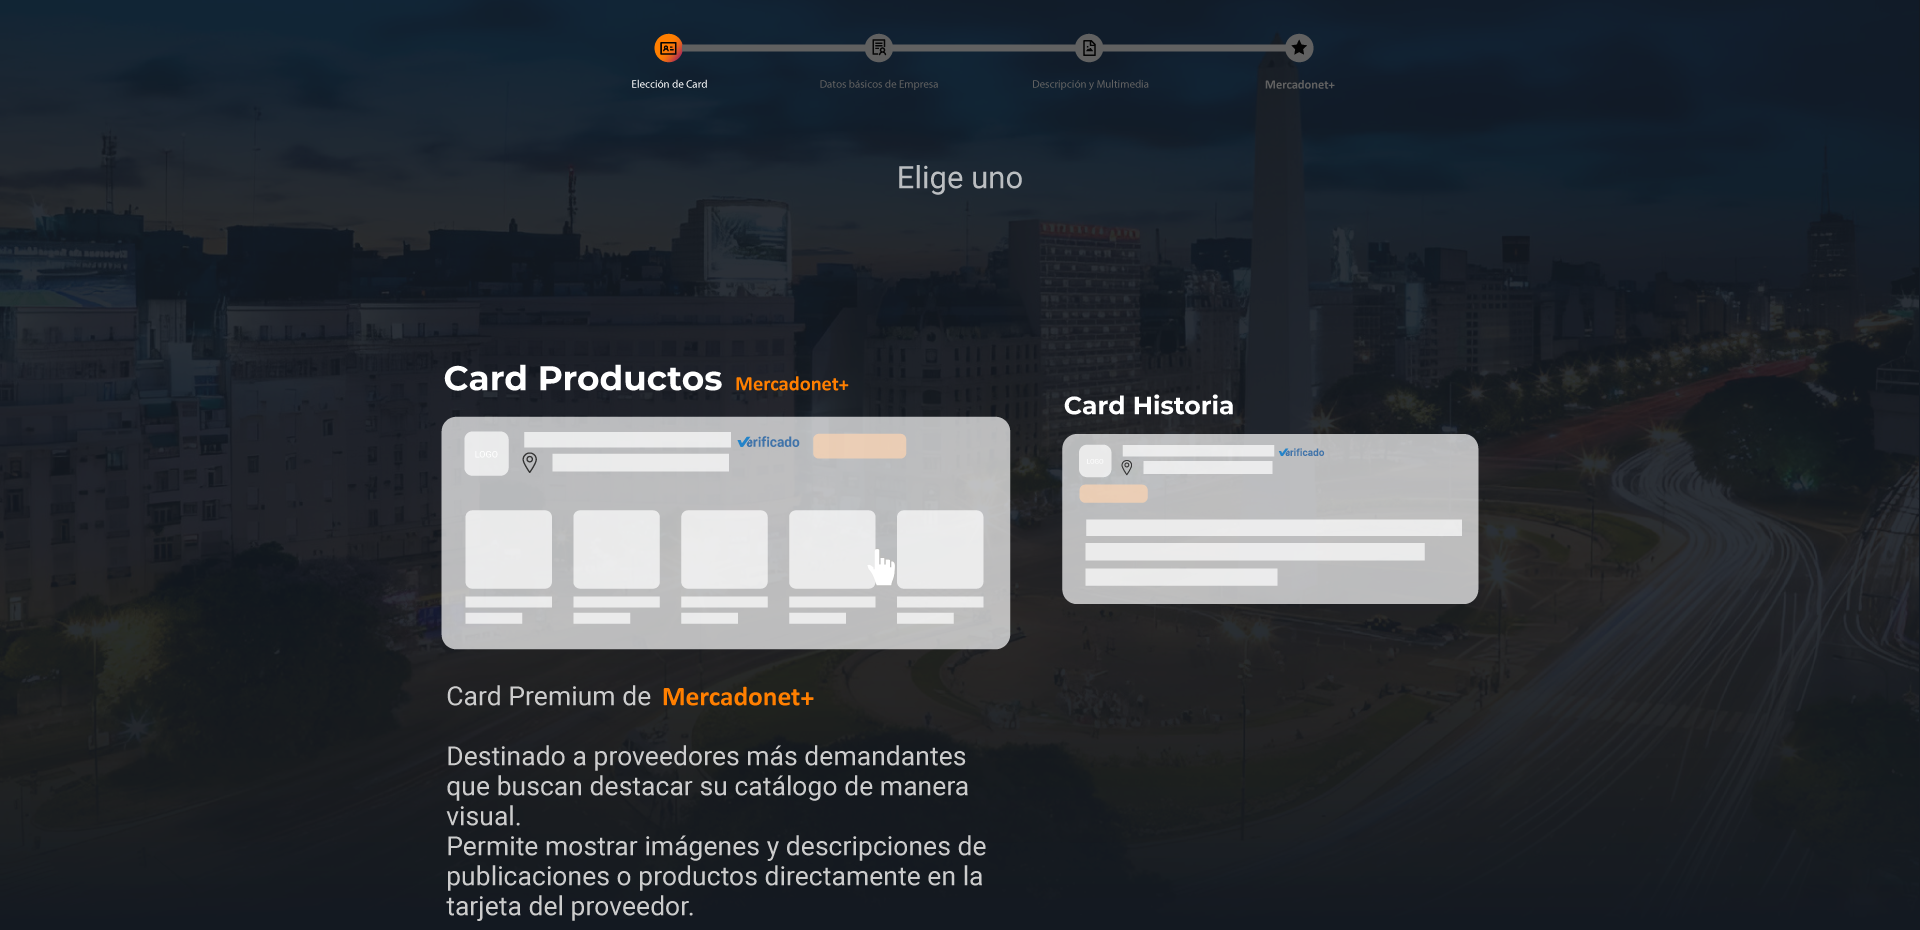 Elección de Card
Datos básicos de Empresa
Descripción y Multimedia
Mercadonet+
Elige uno
Card Productos Mercadonet+
LOGO
Verificado
Card Historia
LOGO
Verificado
Card Premium de Mercadonet+
Destinado a proveedores más demandantes
que buscan destacar su catálogo de manera
visual.
Permite mostrar imágenes y descripciones de
publicaciones o productos directamente en la
tarjeta del proveedor.